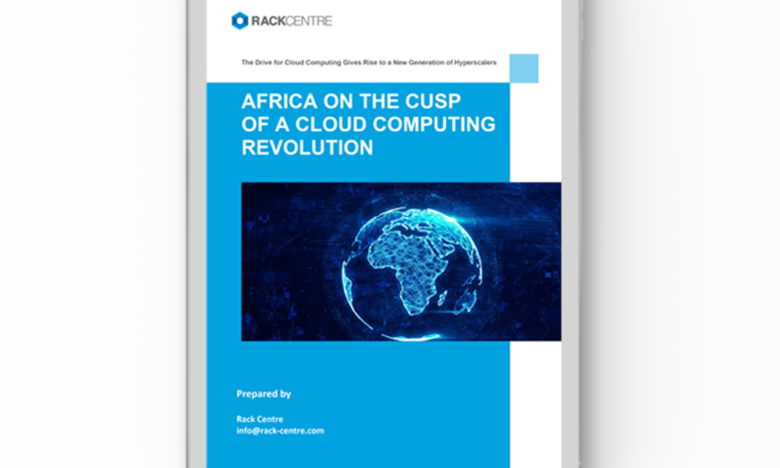 RACKCENTRE
The Drive for Cloud Computing Gives Rise to a New Generation of Hyperscalers
AFRICA ON THE CUSP
OF A CLOUD COMPUTING
REVOLUTION
Prepared by
Rack Centre
info@rack-centre.com